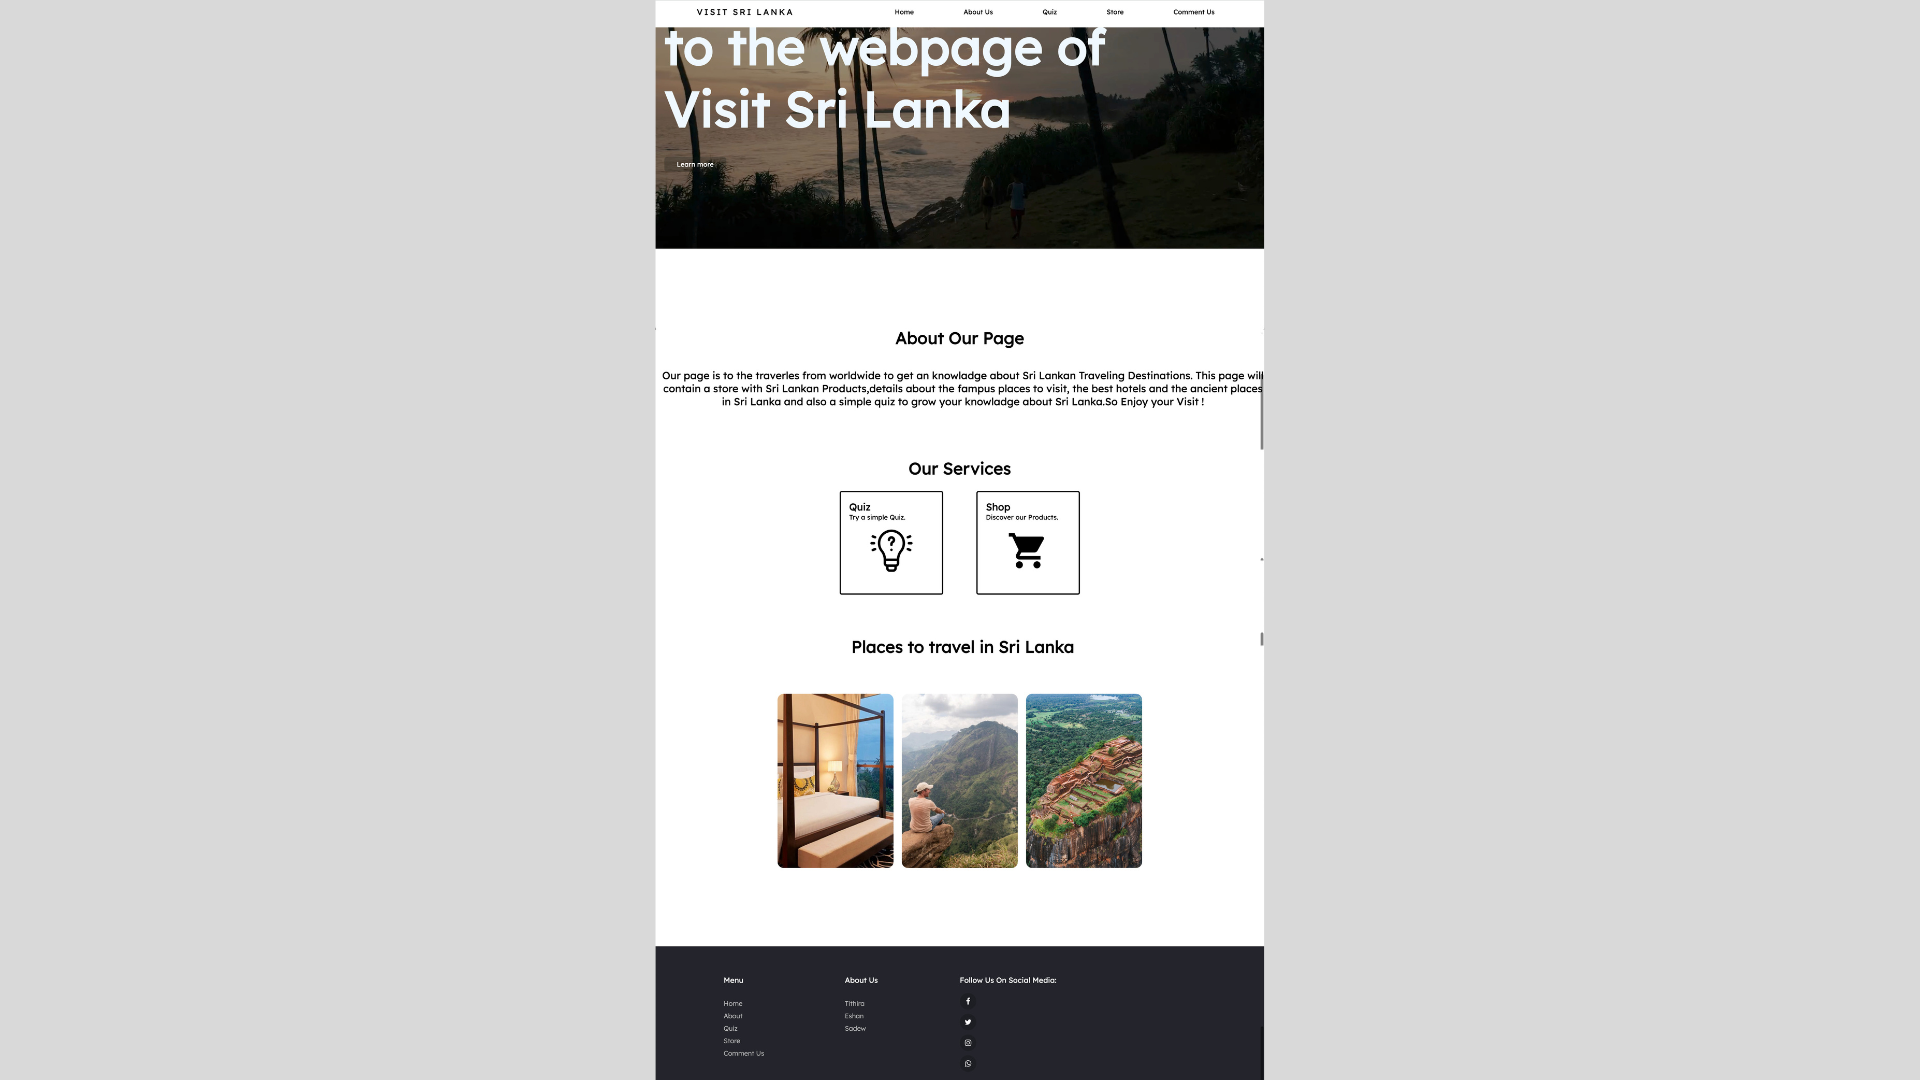 VISIT SRI LANKA Home About Us Quiz Store Comment Us
to the webpage of
Visit Sri Lanka
Learn more
About Our Page
Our page is to the traverles from worldwide to get an knowladge about Sri Lankan Traveling Destinations. This page will
contain a store with Sri Lankan Products,details about the fampus places to visit, the best hotels and the ancient places
in Sri Lanka and also a simple quiz to grow your knowladge about Sri Lanka.So Enjoy your Visit !
Our Services
Quiz
Try a simple Quiz.
Shop
Discover our Products.
Places to travel in Sri Lanka
Menu
Home
About
Quiz
Store
Comment Us
About Us
Tithira
Eshan
Sadew
Follow Us On Social Media: